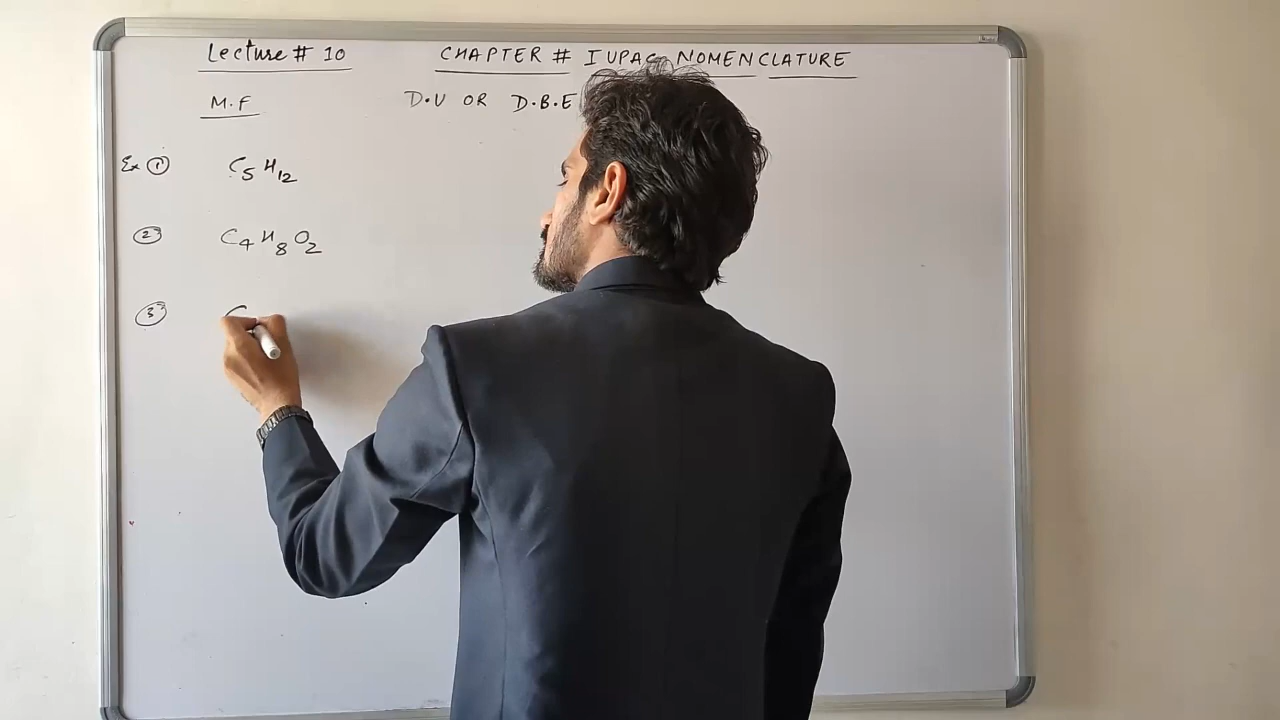 Lecture # 10 CHAPTER # IUPAC NOMENCLATURE
M.F D.U OR D.B.E
Ex ① C5H12
② C4H8O2
③ C